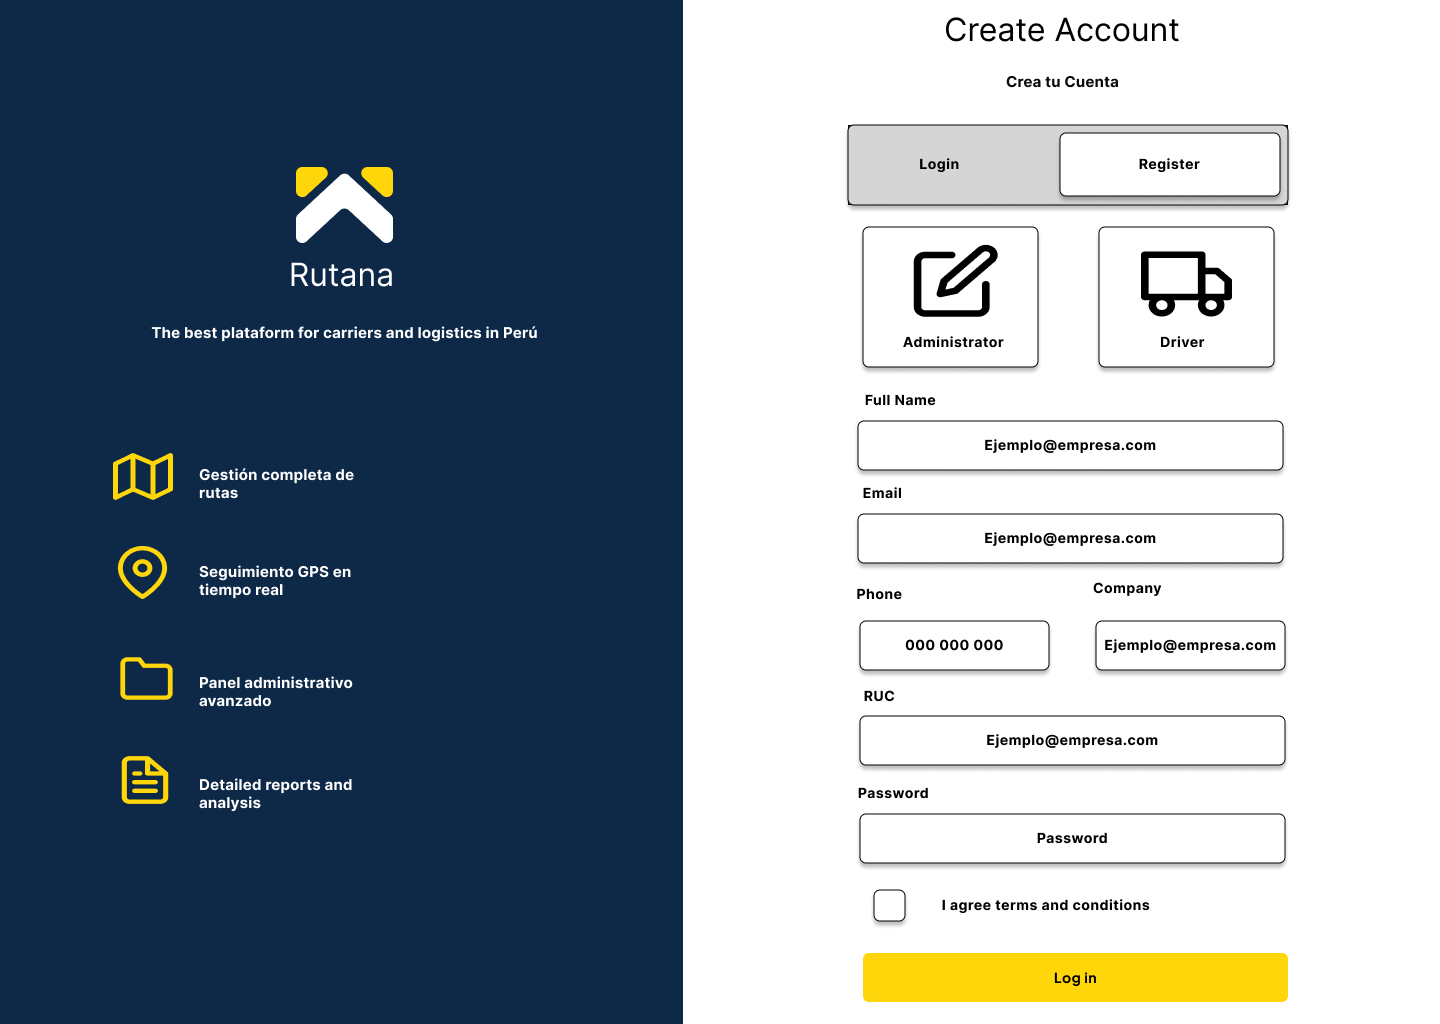 Rutana
The best plataform for carriers and logistics in Perú
Gestión completa de
rutas
Seguimiento GPS en
tiempo real
Panel administrativo
avanzado
Detailed reports and
analysis
Create Account
Crea tu Cuenta
Login
Register
Administrator
Driver
Full Name
Ejemplo@empresa.com
Email
Ejemplo@empresa.com
Phone
Company
000 000 000
Ejemplo@empresa.com
RUC
Ejemplo@empresa.com
Password
Password
I agree terms and conditions
Log in